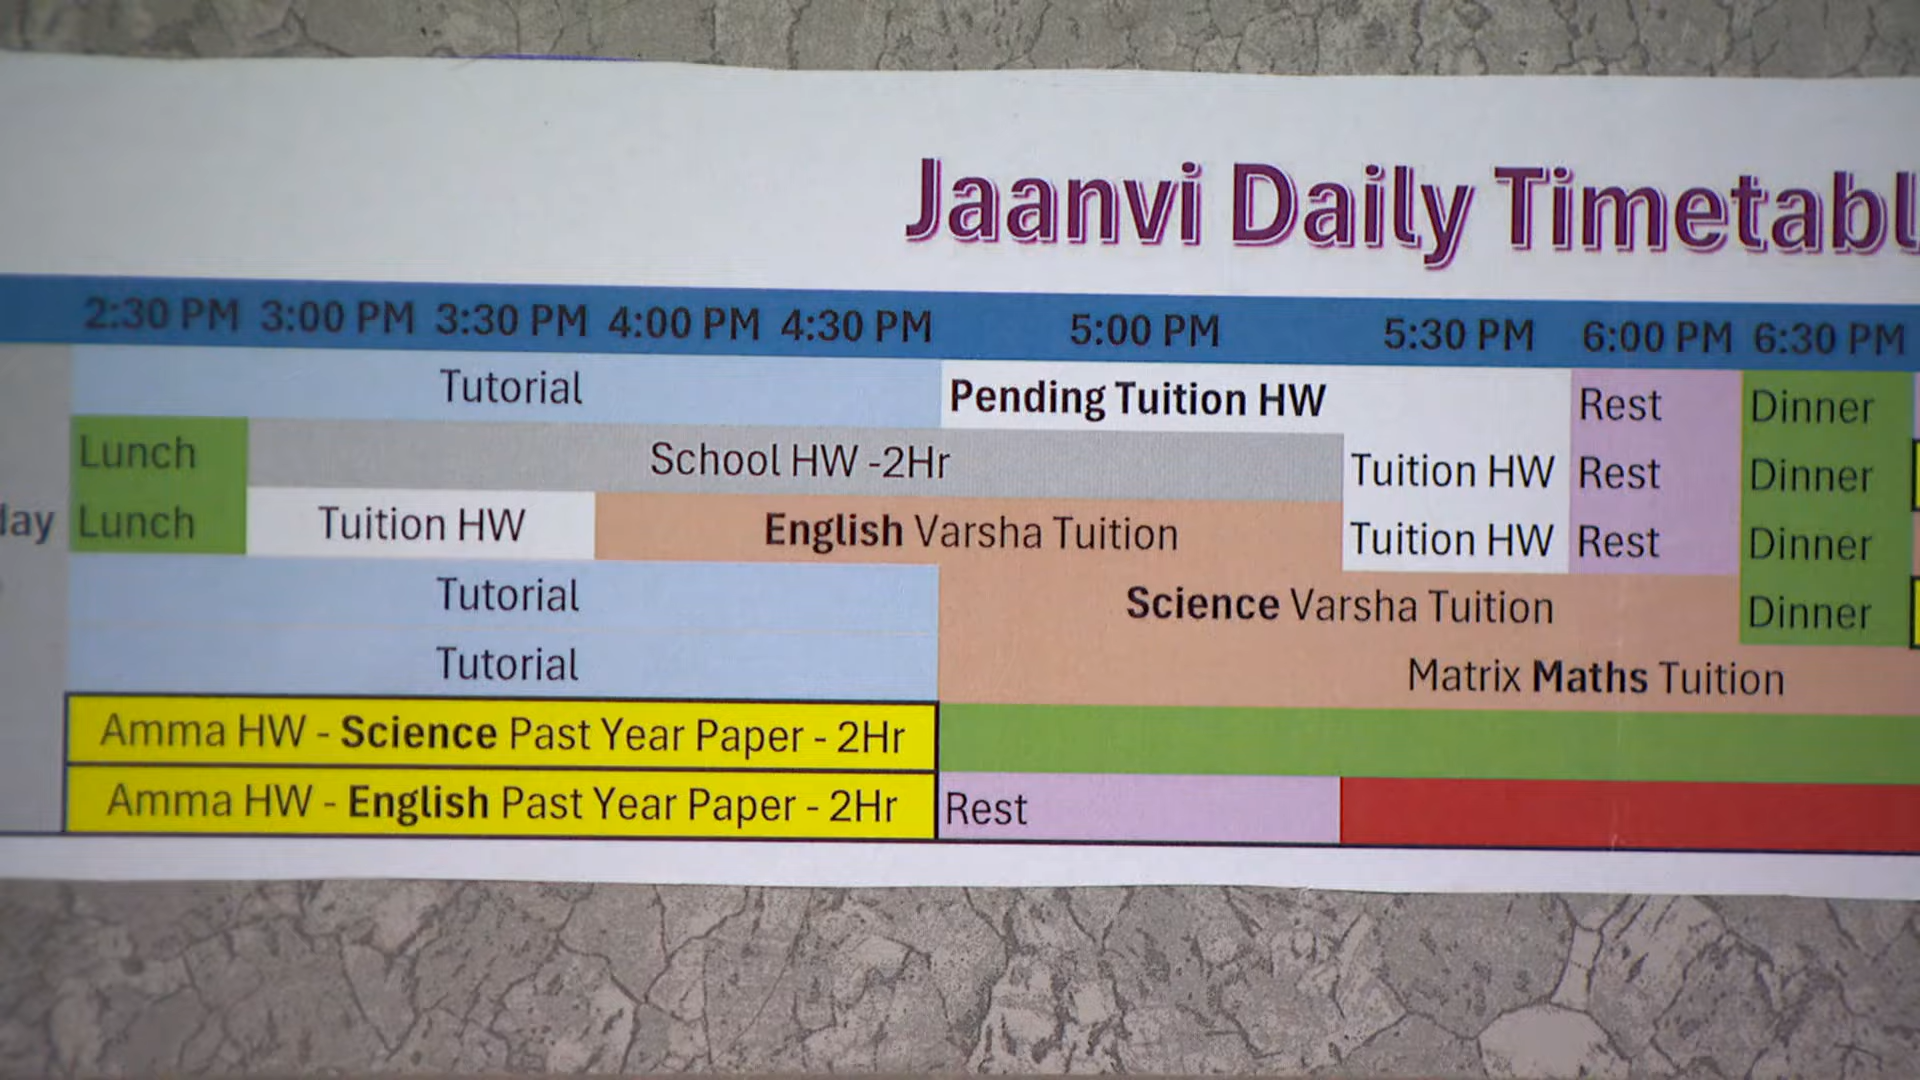 Jaanvi Daily Timetabl
2:30 PM 3:00 PM 3:30 PM 4:00 PM 4:30 PM 5:00 PM 5:30 PM 6:00 PM 6:30 PM
Tutorial Pending Tuition HW Rest Dinner
Lunch School HW -2Hr Tuition HW Rest Dinner
day Lunch Tuition HW English Varsha Tuition Tuition HW Rest Dinner
Tutorial Science Varsha Tuition Dinner
Tutorial Matrix Maths Tuition
Amma HW - Science Past Year Paper - 2Hr
Amma HW - English Past Year Paper - 2Hr Rest